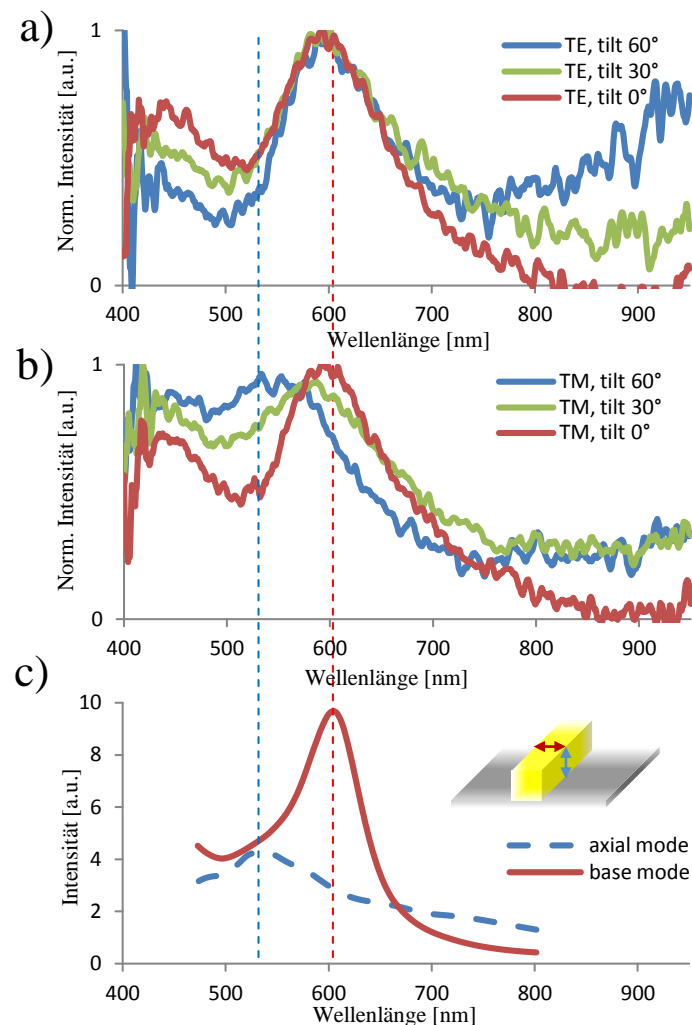 a)
1
Norm. Intensität [a.u.]
0
TE, tilt 60°
TE, tilt 30°
TE, tilt 0°
400 500 600 700 800 900
Wellenlänge [nm]
b)
1
Norm. Intensität [a.u.]
0
TM, tilt 60°
TM, tilt 30°
TM, tilt 0°
400 500 600 700 800 900
Wellenlänge [nm]
c)
10
8
6
4
2
0
Intensität [a.u.]
axial mode
base mode
400 500 600 700 800 900
Wellenlänge [nm]